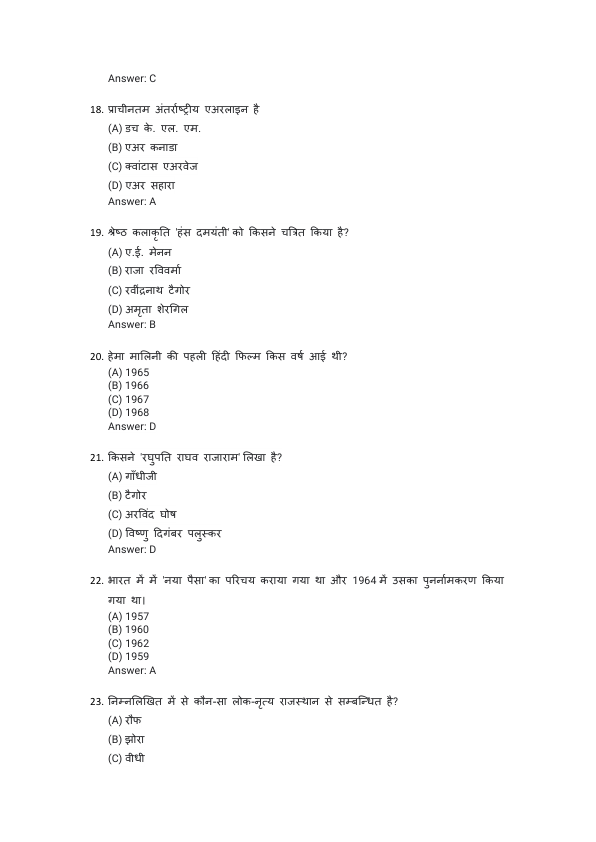 Answer: C
18. प्राचीनतम अंतर्राष्ट्रीय एअरलाइन है
(A) डच के. एल. एम.
(B) एअर कनाडा
(C) क्वांटास एअरवेज
(D) एअर सहारा
Answer: A
19. श्रेष्ठ कलाकृति 'हंस दमयंती' को किसने चित्रित किया है?
(A) ए.ई. मेनन
(B) राजा रविवर्मा
(C) रवींद्रनाथ टैगोर
(D) अमृता शेरगिल
Answer: B
20. हेमा मालिनी की पहली हिंदी फिल्म किस वर्ष आई थी?
(A) 1965
(B) 1966
(C) 1967
(D) 1968
Answer: D
21. किसने 'रघुपति राघव राजाराम' लिखा है?
(A) गाँधीजी
(B) टैगोर
(C) अरविंद घोष
(D) विष्णु दिगंबर पलुस्कर
Answer: D
22. भारत में में 'नया पैसा' का परिचय कराया गया था और 1964 में उसका पुनर्नामकरण किया
गया था।
(A) 1957
(B) 1960
(C) 1962
(D) 1959
Answer: A
23. निम्नलिखित में से कौन-सा लोक-नृत्य राजस्थान से सम्बन्धित है?
(A) रौफ
(B) झोरा
(C) वीधी